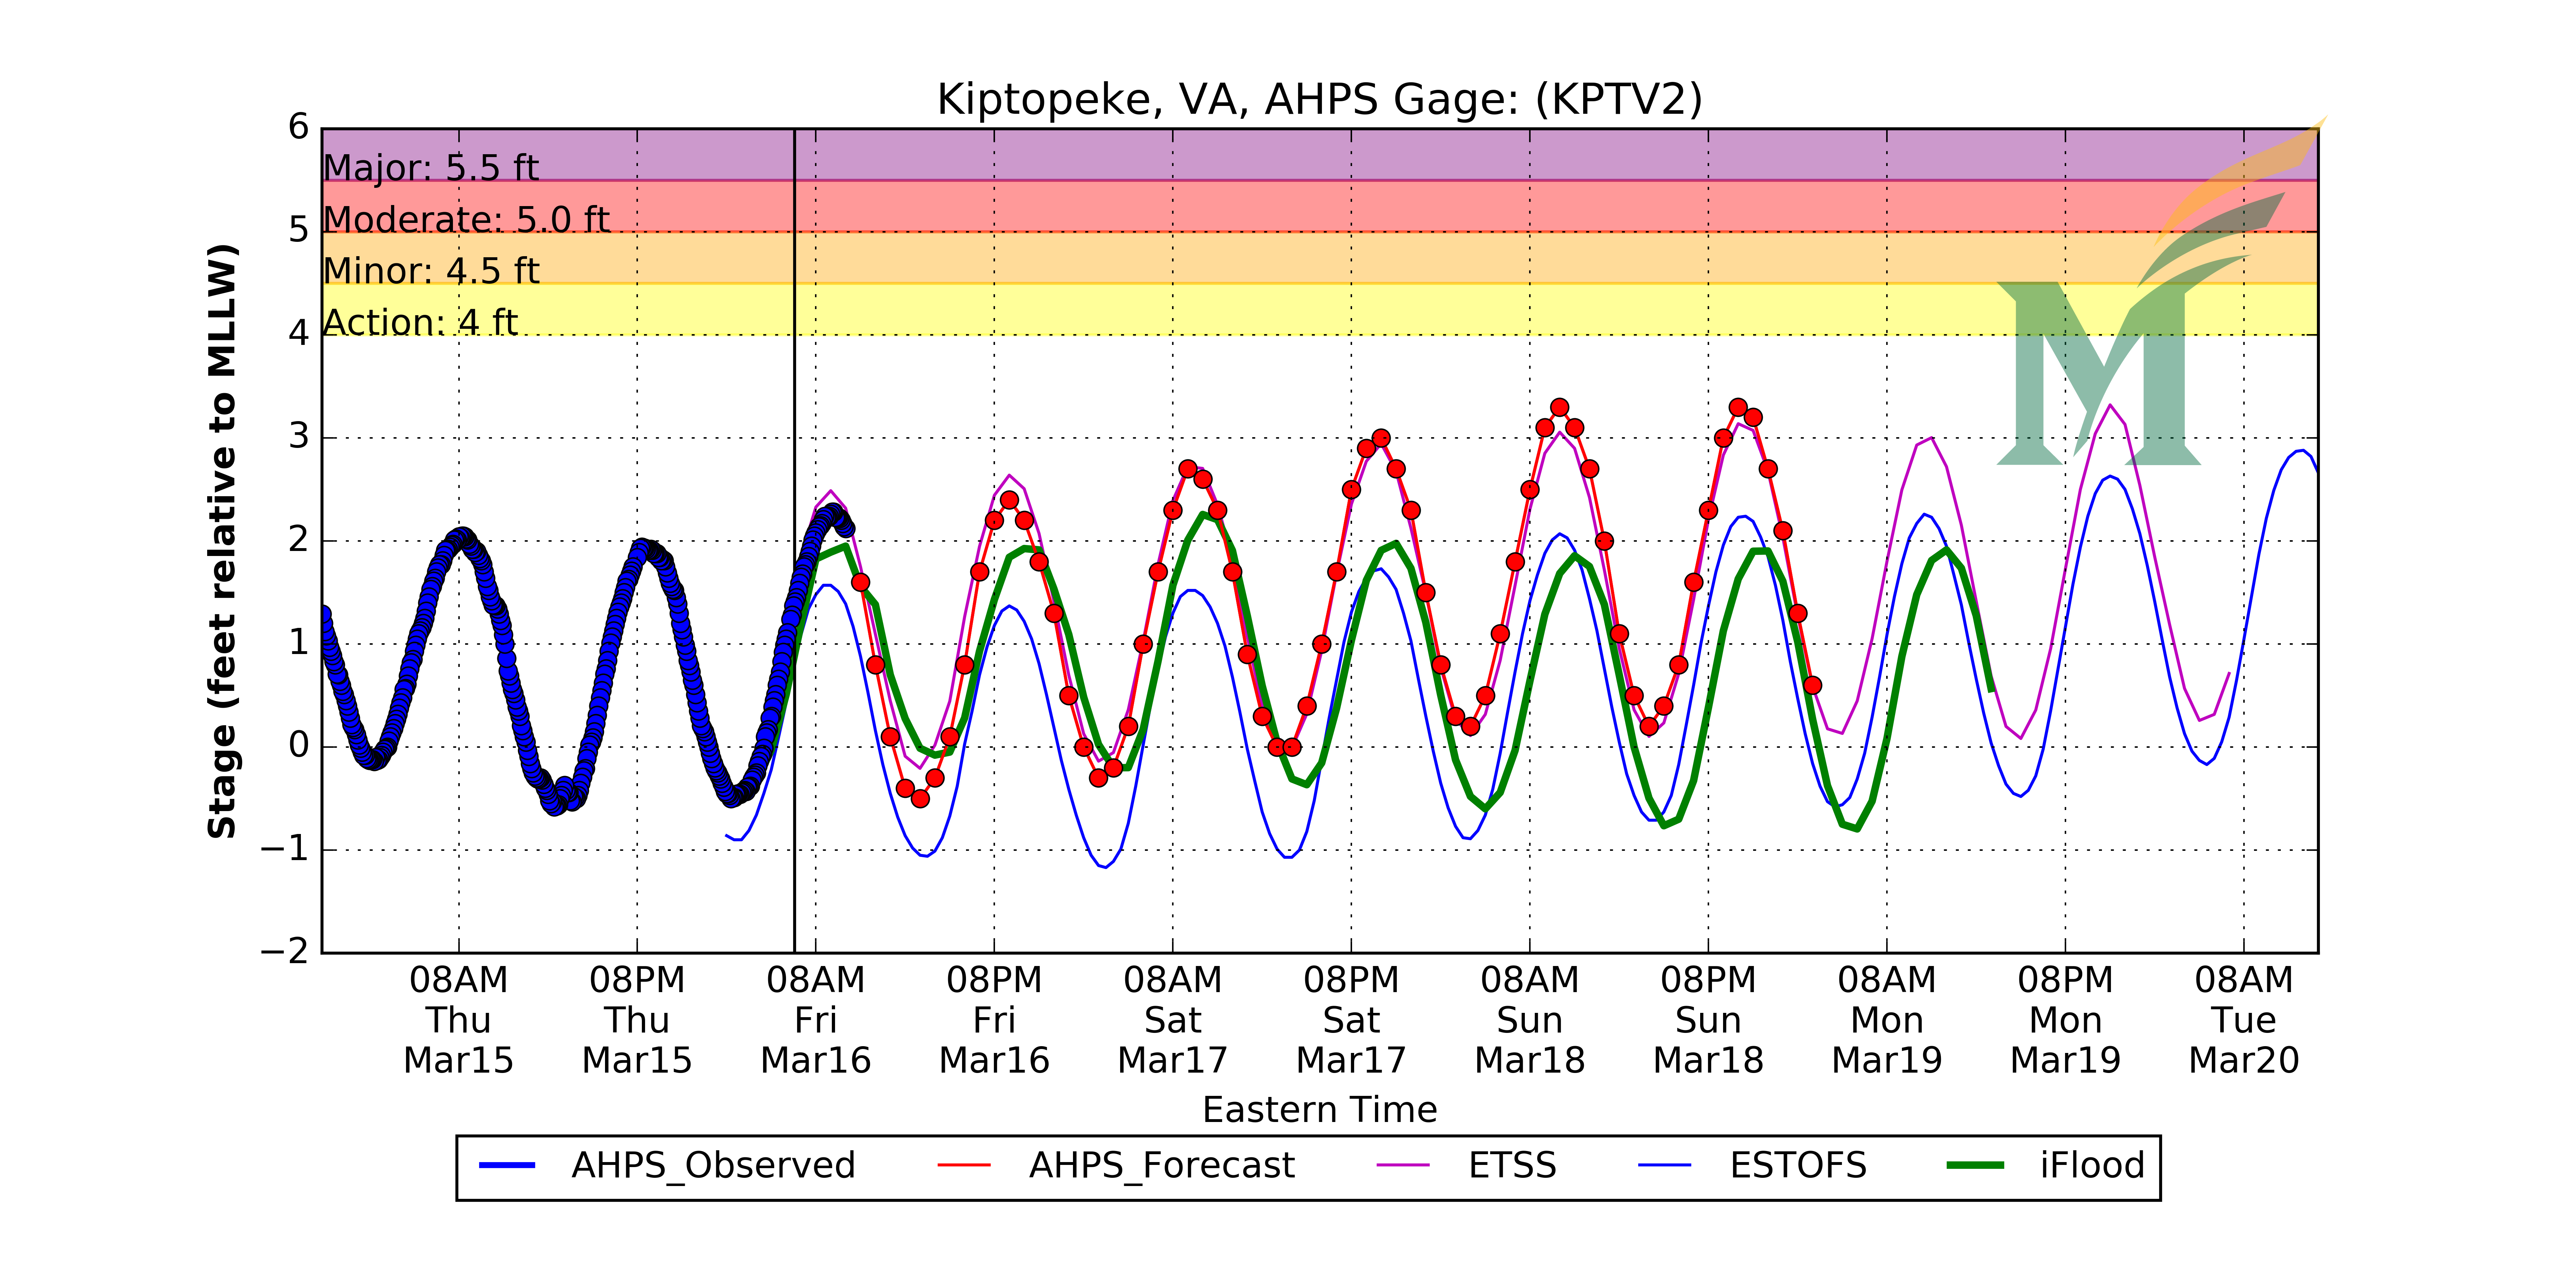 Kiptopeke, VA, AHPS Gage: (KPTV2)
Stage (feet relative to MLLW)
6
5
4
3
2
1
0
−1
−2
Major: 5.5 ft
Moderate: 5.0 ft
Minor: 4.5 ft
Action: 4 ft
M
08AM 08PM 08AM 08PM 08AM 08PM 08AM 08PM 08AM 08PM 08AM
Thu Thu Fri Fri Sat Sat Sun Sun Mon Mon Tue
Mar15 Mar15 Mar16 Mar16 Mar17 Mar17 Mar18 Mar18 Mar19 Mar19 Mar20
Eastern Time
AHPS_Observed AHPS_Forecast ETSS ESTOFS iFlood